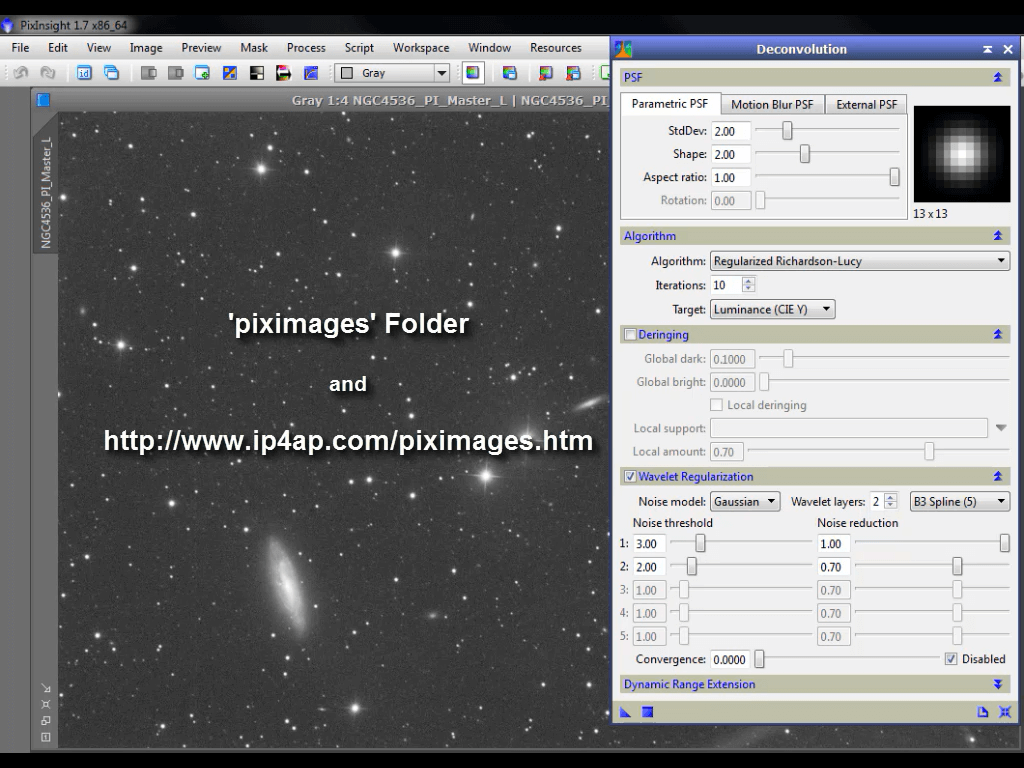 PixInsight 1.7 x86_64
File Edit View Image Preview Mask Process Script Workspace Window Resources
Gray
Gray 1:4 NGC4536_PI_Master_L | NGC4536_PI
NGC4536_PI_Master_L
'piximages' Folder
and
http://www.ip4ap.com/piximages.htm
Deconvolution
PSF
Parametric PSF Motion Blur PSF External PSF
StdDev: 2.00
Shape: 2.00
Aspect ratio: 1.00
Rotation: 0.00
13 x 13
Algorithm
Algorithm: Regularized Richardson-Lucy
Iterations: 10
Target: Luminance (CIE Y)
Deringing
Global dark: 0.1000
Global bright: 0.0000
Local deringing
Local support:
Local amount: 0.70
Wavelet Regularization
Noise model: Gaussian Wavelet layers: 2 B3 Spline (5)
Noise threshold Noise reduction
1: 3.00 1.00
2: 2.00 0.70
3: 1.00 0.70
4: 1.00 0.70
5: 1.00 0.70
Convergence: 0.0000 Disabled
Dynamic Range Extension